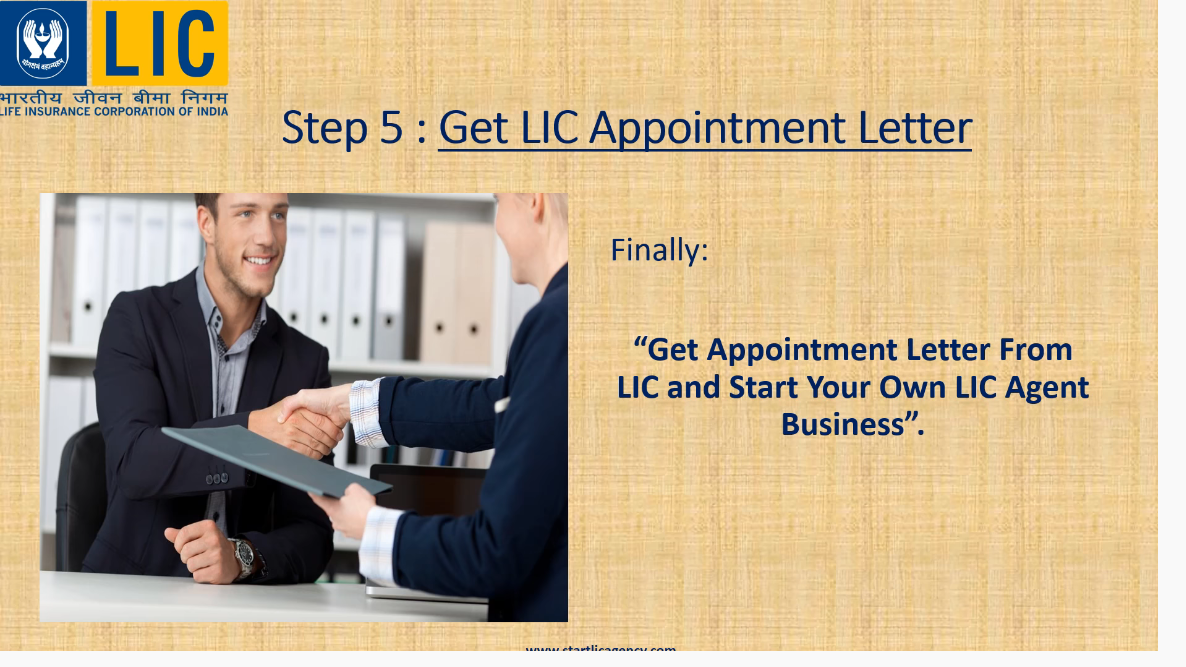 LIC
योगक्षेमं वहाम्यहम्
भारतीय जीवन बीमा निगम
LIFE INSURANCE CORPORATION OF INDIA
Step 5 : Get LIC Appointment Letter
Finally:
“Get Appointment Letter From
LIC and Start Your Own LIC Agent
Business”.
www.startlicagency.com